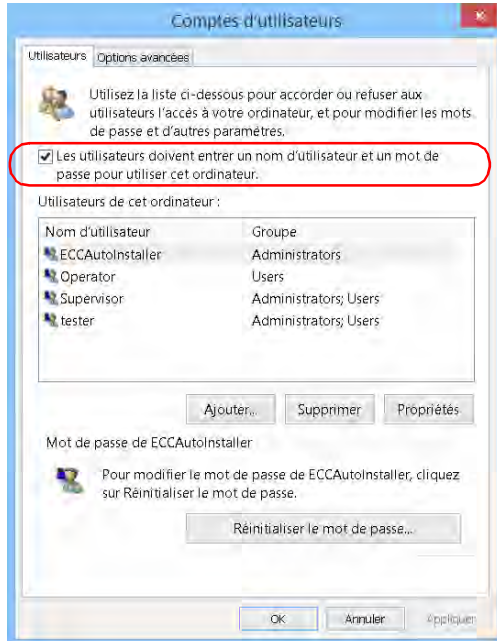 Comptes d'utilisateurs
Utilisateurs Options avancées
Utilisez la liste ci-dessous pour accorder ou refuser aux
utilisateurs l'accès à votre ordinateur, et pour modifier les mots
de passe et d'autres paramètres.
Les utilisateurs doivent entrer un nom d'utilisateur et un mot de
passe pour utiliser cet ordinateur.
Utilisateurs de cet ordinateur :
Nom d'utilisateur Groupe
ECCAutoInstaller Administrators
Operator Users
Supervisor Administrators; Users
tester Administrators; Users
Ajouter... Supprimer Propriétés
Mot de passe de ECCAutoInstaller
Pour modifier le mot de passe de ECCAutoInstaller, cliquez
sur Réinitialiser le mot de passe.
Réinitialiser le mot de passe...
OK Annuler Appliquer